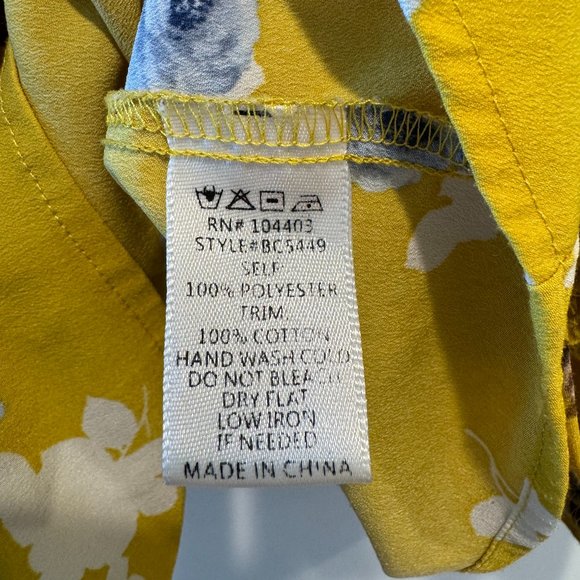 RN# 104403
STYLE#BC5449
SELF
100% POLYESTER
TRIM.
100% COTTON
HAND WASH COLD
DO NOT BLEACH
DRY FLAT
LOW IRON
IF NEEDED
MADE IN CHINA